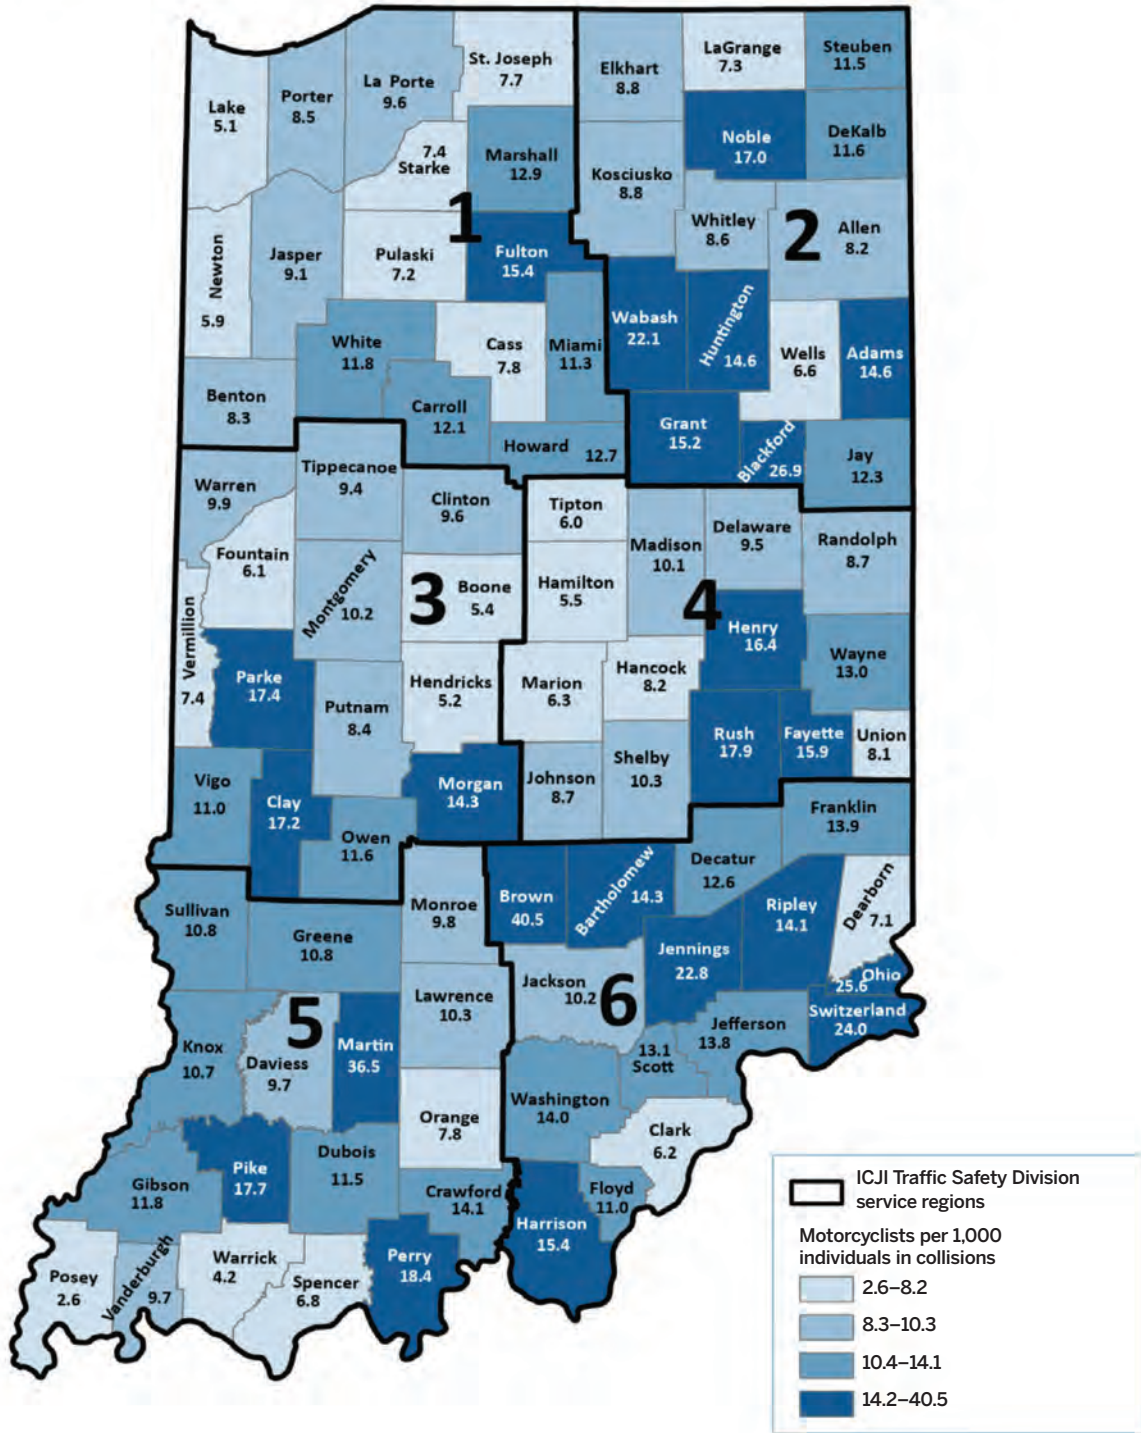 St. Joseph
7.7
LaGrange
7.3
Steuben
11.5
Elkhart
8.8
La Porte
9.6
Porter
8.5
Lake
5.1
Noble
17.0
DeKalb
11.6
7.4
Starke
Marshall
12.9
Kosciusko
8.8
Whitley
8.6
2
Allen
8.2
1
Newton
5.9
Jasper
9.1
Pulaski
7.2
Fulton
15.4
Wabash
22.1
Huntington
14.6
Wells
6.6
Adams
14.6
White
11.8
Cass
7.8
Miami
11.3
Benton
8.3
Carroll
12.1
Howard
12.7
Grant
15.2
Blackford
26.9
Jay
12.3
Warren
9.9
Tippecanoe
9.4
Clinton
9.6
Tipton
6.0
Madison
10.1
Delaware
9.5
Randolph
8.7
Fountain
6.1
Montgomery
10.2
3
Boone
5.4
Hamilton
5.5
4
Henry
16.4
Wayne
13.0
Vermillion
7.4
Parke
17.4
Putnam
8.4
Hendricks
5.2
Marion
6.3
Hancock
8.2
Rush
17.9
Fayette
15.9
Union
8.1
Vigo
11.0
Clay
17.2
Owen
11.6
Morgan
14.3
Johnson
8.7
Shelby
10.3
Franklin
13.9
Decatur
12.6
Sullivan
10.8
Greene
10.8
Monroe
9.8
Brown
40.5
Bartholomew
14.3
Ripley
14.1
Dearborn
7.1
Jennings
22.8
Ohio
25.6
Switzerland
24.0
Lawrence
10.3
Jackson
10.2
6
Jefferson
13.8
13.1
Scott
5
Knox
10.7
Daviess
9.7
Martin
36.5
Orange
7.8
Washington
14.0
Clark
6.2
Pike
17.7
Dubois
11.5
Gibson
11.8
Crawford
14.1
Floyd
11.0
Harrison
15.4
Posey
2.6
Vanderburgh
9.7
Warrick
4.2
Spencer
6.8
Perry
18.4
ICJI Traffic Safety Division
service regions
Motorcyclists per 1,000
individuals in collisions
2.6–8.2
8.3–10.3
10.4–14.1
14.2–40.5